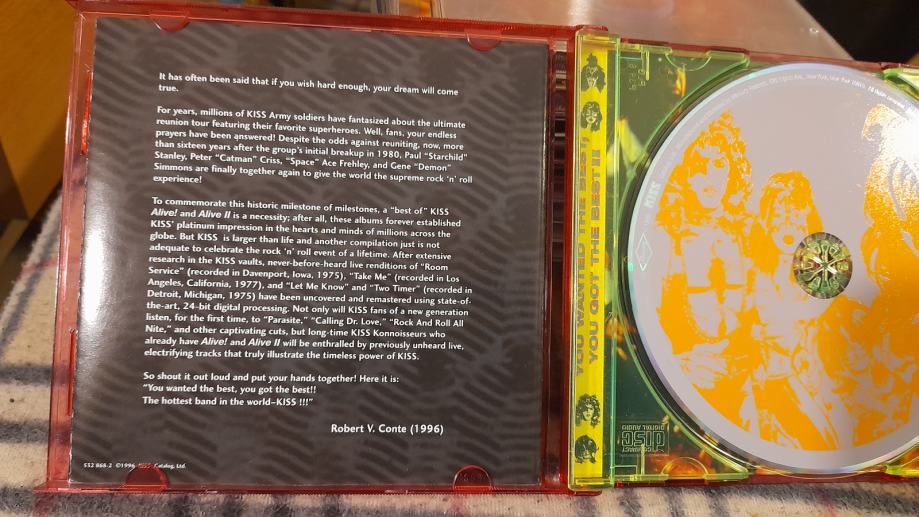 It has often been said that if you wish hard enough, your dream will come
true.
For years, millions of KISS Army soldiers have fantasized about the ultimate
reunion tour featuring their favorite superheroes. Well, fans, your endless
prayers have been answered! Despite the odds against reuniting, now, more
than sixteen years after the group's initial breakup in 1980, Paul "Starchild"
Stanley, Peter "Catman" Criss, "Space" Ace Frehley, and Gene "Demon"
Simmons are finally together again to give the world the supreme rock 'n' roll
experience!
To commemorate this historic milestone of milestones, a "best of" KISS
Alive! and Alive II is a necessity; after all, these albums forever established
KISS' platinum impression in the hearts and minds of millions across the
globe. But KISS is larger than life and another compilation just is not
adequate to celebrate the rock 'n' roll event of a lifetime. After extensive
research in the KISS vaults, never-before-heard live renditions of "Room
Service" (recorded in Davenport, Iowa, 1975), "Take Me" (recorded in Los
Angeles, California, 1977), and "Let Me Know" and "Two Timer" (recorded in
Detroit, Michigan, 1975) have been uncovered and remastered using state-of-
the-art, 24-bit digital processing. Not only will KISS fans of a new generation
listen, for the first time, to "Parasite," "Calling Dr. Love," "Rock And Roll All
Nite," and other captivating cuts, but long-time KISS Konnoisseurs who
already have Alive! and Alive II will be enthralled by previously unheard live,
electrifying tracks that truly illustrate the timeless power of KISS.
So shout it out loud and put your hands together! Here it is:
"You wanted the best, you got the best!!
The hottest band in the world–KISS !!!"
Robert V. Conte (1996)
532 868-2 ©1996 KISS Catalog, Ltd.
YOU WANTED THE BEST,
YOU GOT THE BEST!!
KISS
COMPACT
disc
DIGITAL AUDIO